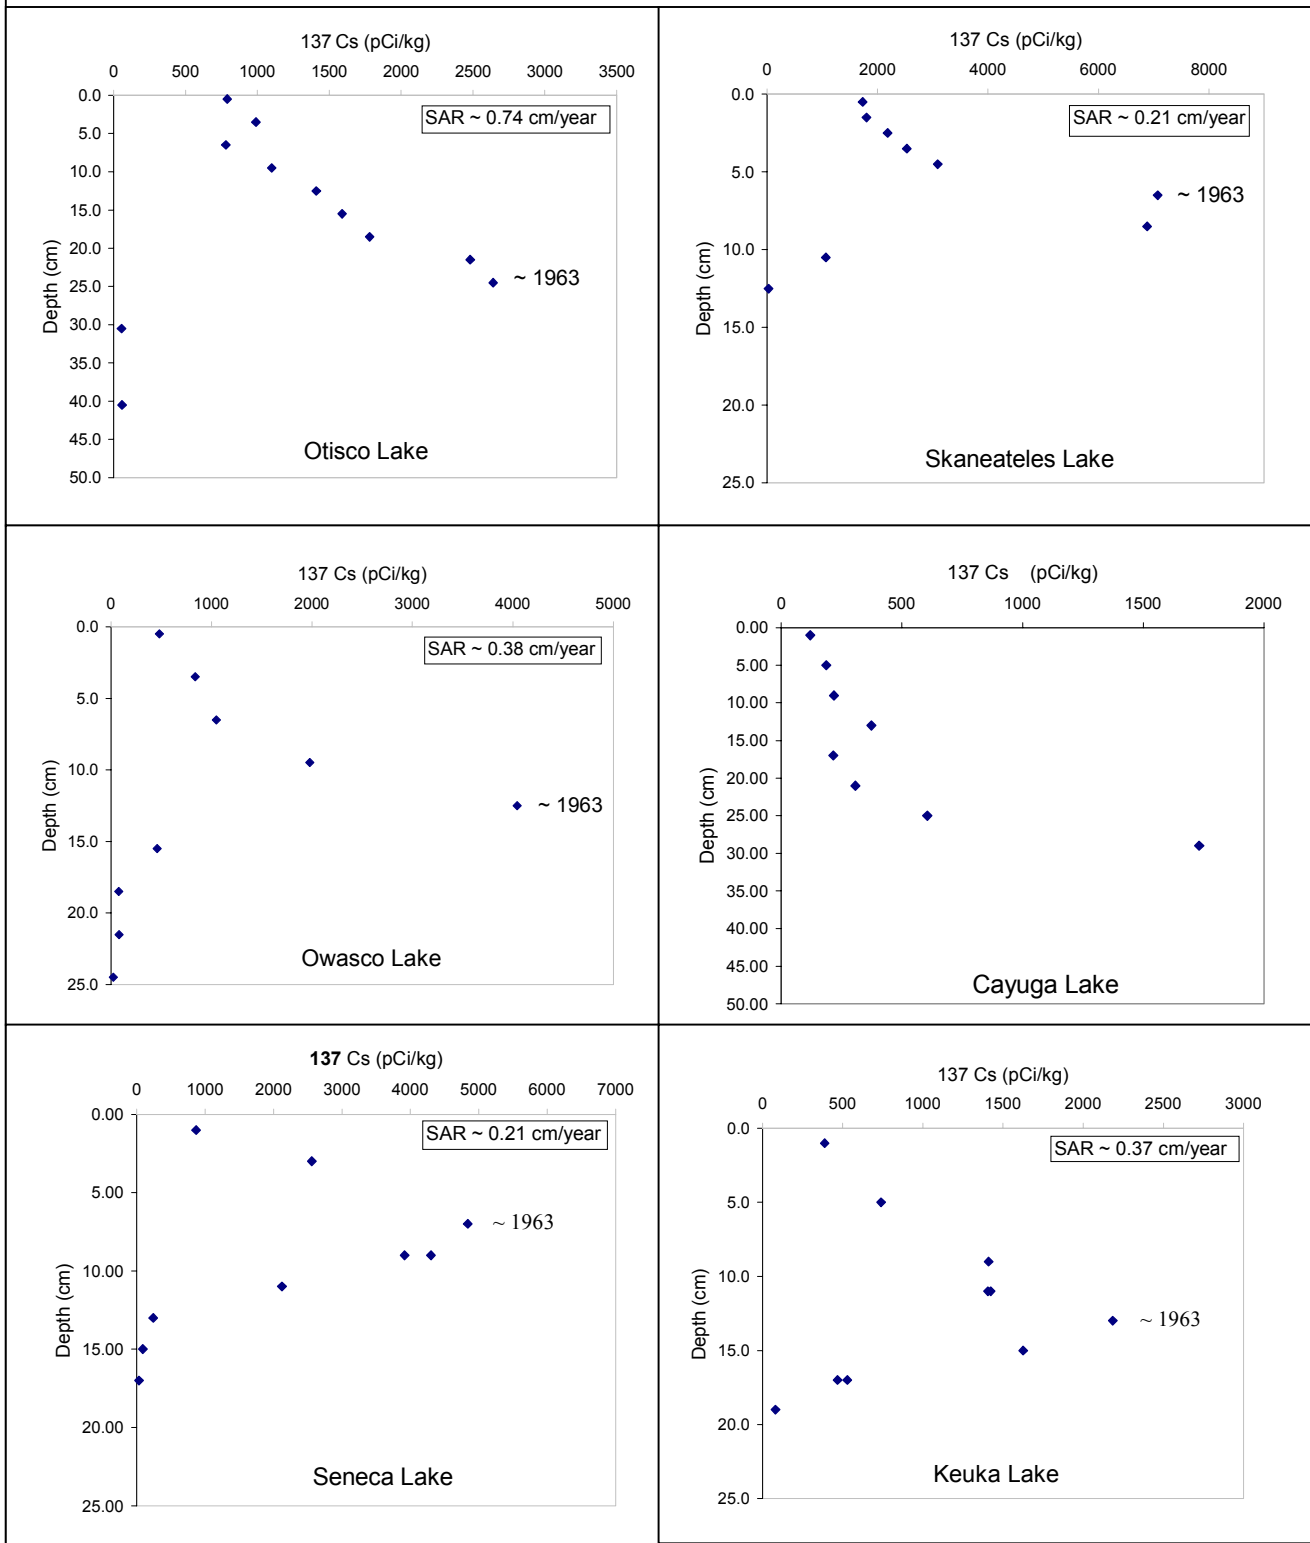 137 Cs (pCi/kg)
0 500 1000 1500 2000 2500 3000 3500
SAR ~ 0.74 cm/year
0.0
5.0
10.0
15.0
20.0
25.0
30.0
35.0
40.0
45.0
50.0
Depth (cm)
~ 1963
Otisco Lake
137 Cs (pCi/kg)
0 2000 4000 6000 8000
SAR ~ 0.21 cm/year
0.0
5.0
10.0
15.0
20.0
25.0
Depth (cm)
~ 1963
Skaneateles Lake
137 Cs (pCi/kg)
0 1000 2000 3000 4000 5000
SAR ~ 0.38 cm/year
0.0
5.0
10.0
15.0
20.0
25.0
Depth (cm)
~ 1963
Owasco Lake
137 Cs (pCi/kg)
0 500 1000 1500 2000
0.00
5.00
10.00
15.00
20.00
25.00
30.00
35.00
40.00
45.00
50.00
Depth (cm)
Cayuga Lake
137 Cs (pCi/kg)
0 1000 2000 3000 4000 5000 6000 7000
SAR ~ 0.21 cm/year
0.00
5.00
10.00
15.00
20.00
25.00
Depth (cm)
~ 1963
Seneca Lake
137 Cs (pCi/kg)
0 500 1000 1500 2000 2500 3000
SAR ~ 0.37 cm/year
0.0
5.0
10.0
15.0
20.0
25.0
Depth (cm)
~ 1963
Keuka Lake